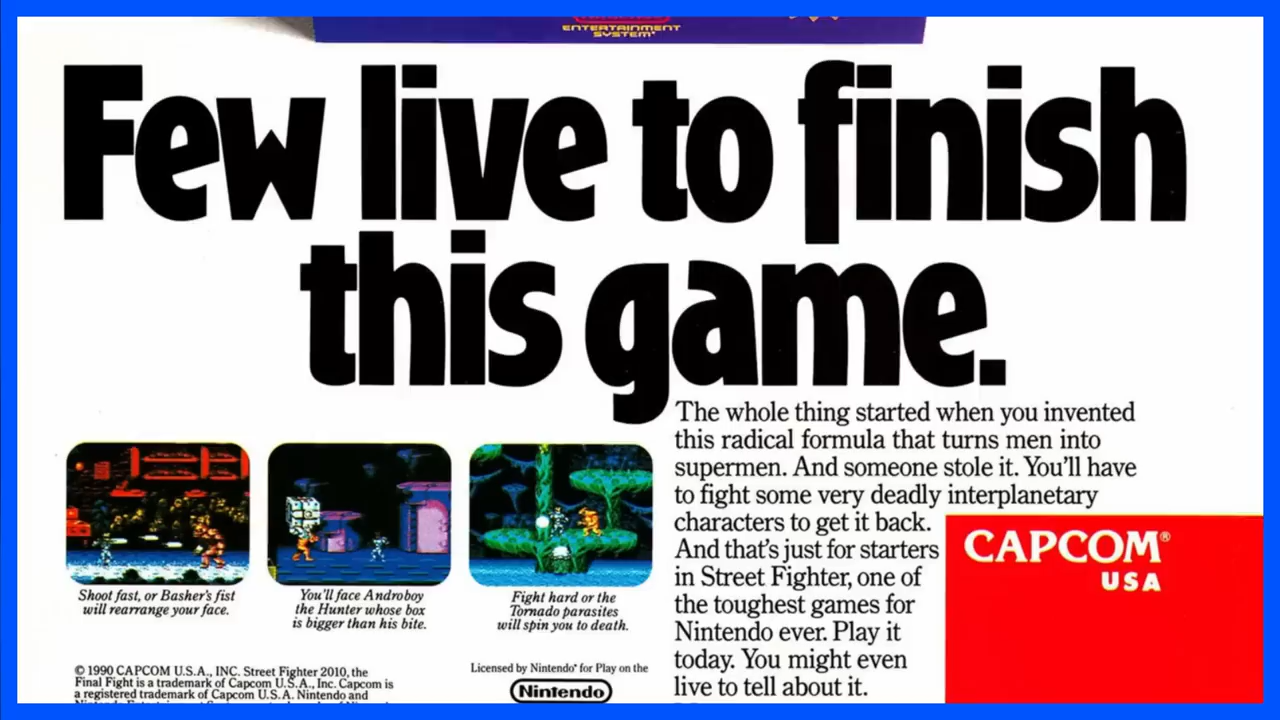 ENTERTAINMENT
SYSTEM
Few live to finish
this game.
The whole thing started when you invented
this radical formula that turns men into
supermen. And someone stole it. You'll have
to fight some very deadly interplanetary
characters to get it back.
And that's just for starters
in Street Fighter, one of
the toughest games for
Nintendo ever. Play it
today. You might even
live to tell about it.
CAPCOM®
USA
Shoot fast, or Basher's fist
will rearrange your face.
You'll face Androboy
the Hunter whose box
is bigger than his bite.
Fight hard or the
Tornado parasites
will spin you to death.
© 1990 CAPCOM U.S.A., INC. Street Fighter 2010, the
Final Fight is a trademark of Capcom U.S.A., Inc. Capcom is
a registered trademark of Capcom U.S.A. Nintendo and
Licensed by Nintendo® for Play on the
Nintendo